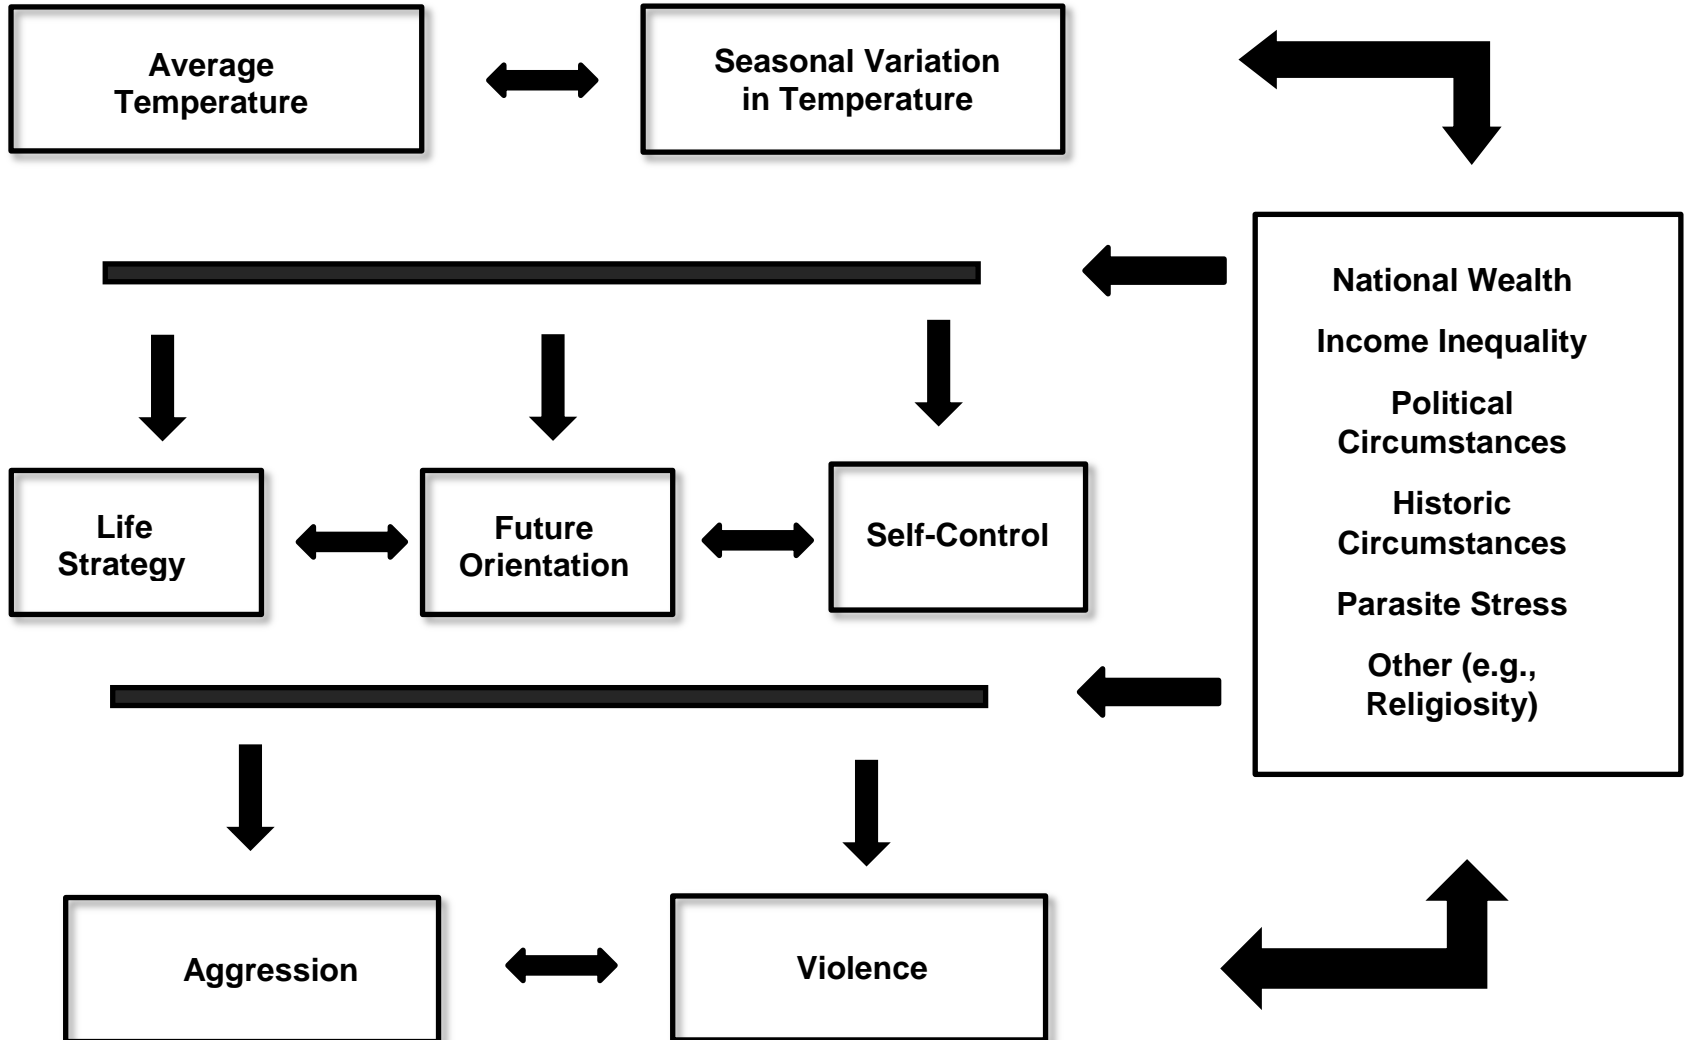 Average
Temperature
Seasonal Variation
in Temperature
National Wealth
Income Inequality
Political
Circumstances
Historic
Circumstances
Parasite Stress
Other (e.g.,
Religiosity)
Life
Strategy
Future
Orientation
Self-Control
Aggression
Violence